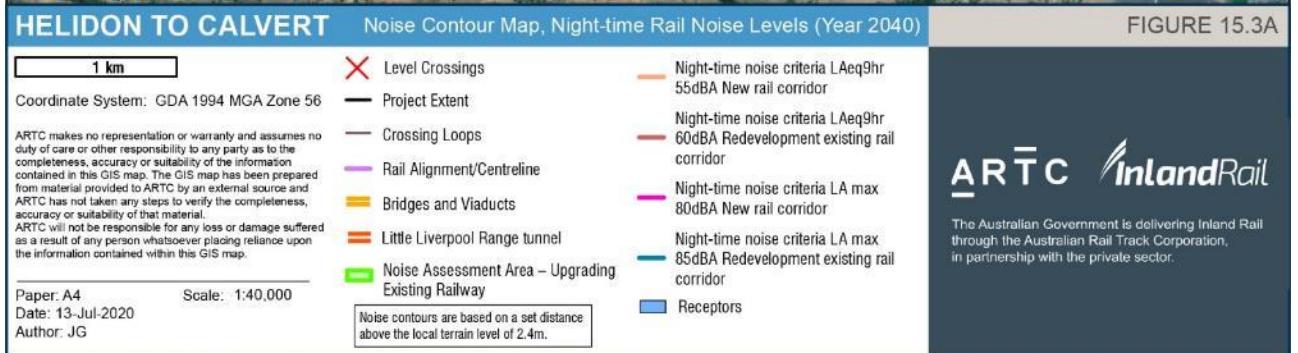 HELIDON TO CALVERT
Noise Contour Map, Night-time Rail Noise Levels (Year 2040)
FIGURE 15.3A
1 km
Coordinate System: GDA 1994 MGA Zone 56
ARTC makes no representation or warranty and assumes no
duty of care or other responsibility to any party as to the
completeness, accuracy or suitability of the information
contained in this GIS map. The GIS map has been prepared
from material provided to ARTC by an external source and
ARTC has not taken any steps to verify the completeness,
accuracy or suitability of that material.
ARTC will not be responsible for any loss or damage suffered
as a result of any person whatsoever placing reliance upon
the information contained within this GIS map.
Paper: A4 Scale: 1:40,000
Date: 13-Jul-2020
Author: JG
Level Crossings
Project Extent
Crossing Loops
Rail Alignment/Centreline
Bridges and Viaducts
Little Liverpool Range tunnel
Noise Assessment Area – Upgrading
Existing Railway
Noise contours are based on a set distance
above the local terrain level of 2.4m.
Night-time noise criteria LAeq9hr
55dBA New rail corridor
Night-time noise criteria LAeq9hr
60dBA Redevelopment existing rail
corridor
Night-time noise criteria LA max
80dBA New rail corridor
Night-time noise criteria LA max
85dBA Redevelopment existing rail
corridor
Receptors
ARTC InlandRail
The Australian Government is delivering Inland Rail
through the Australian Rail Track Corporation,
in partnership with the private sector.